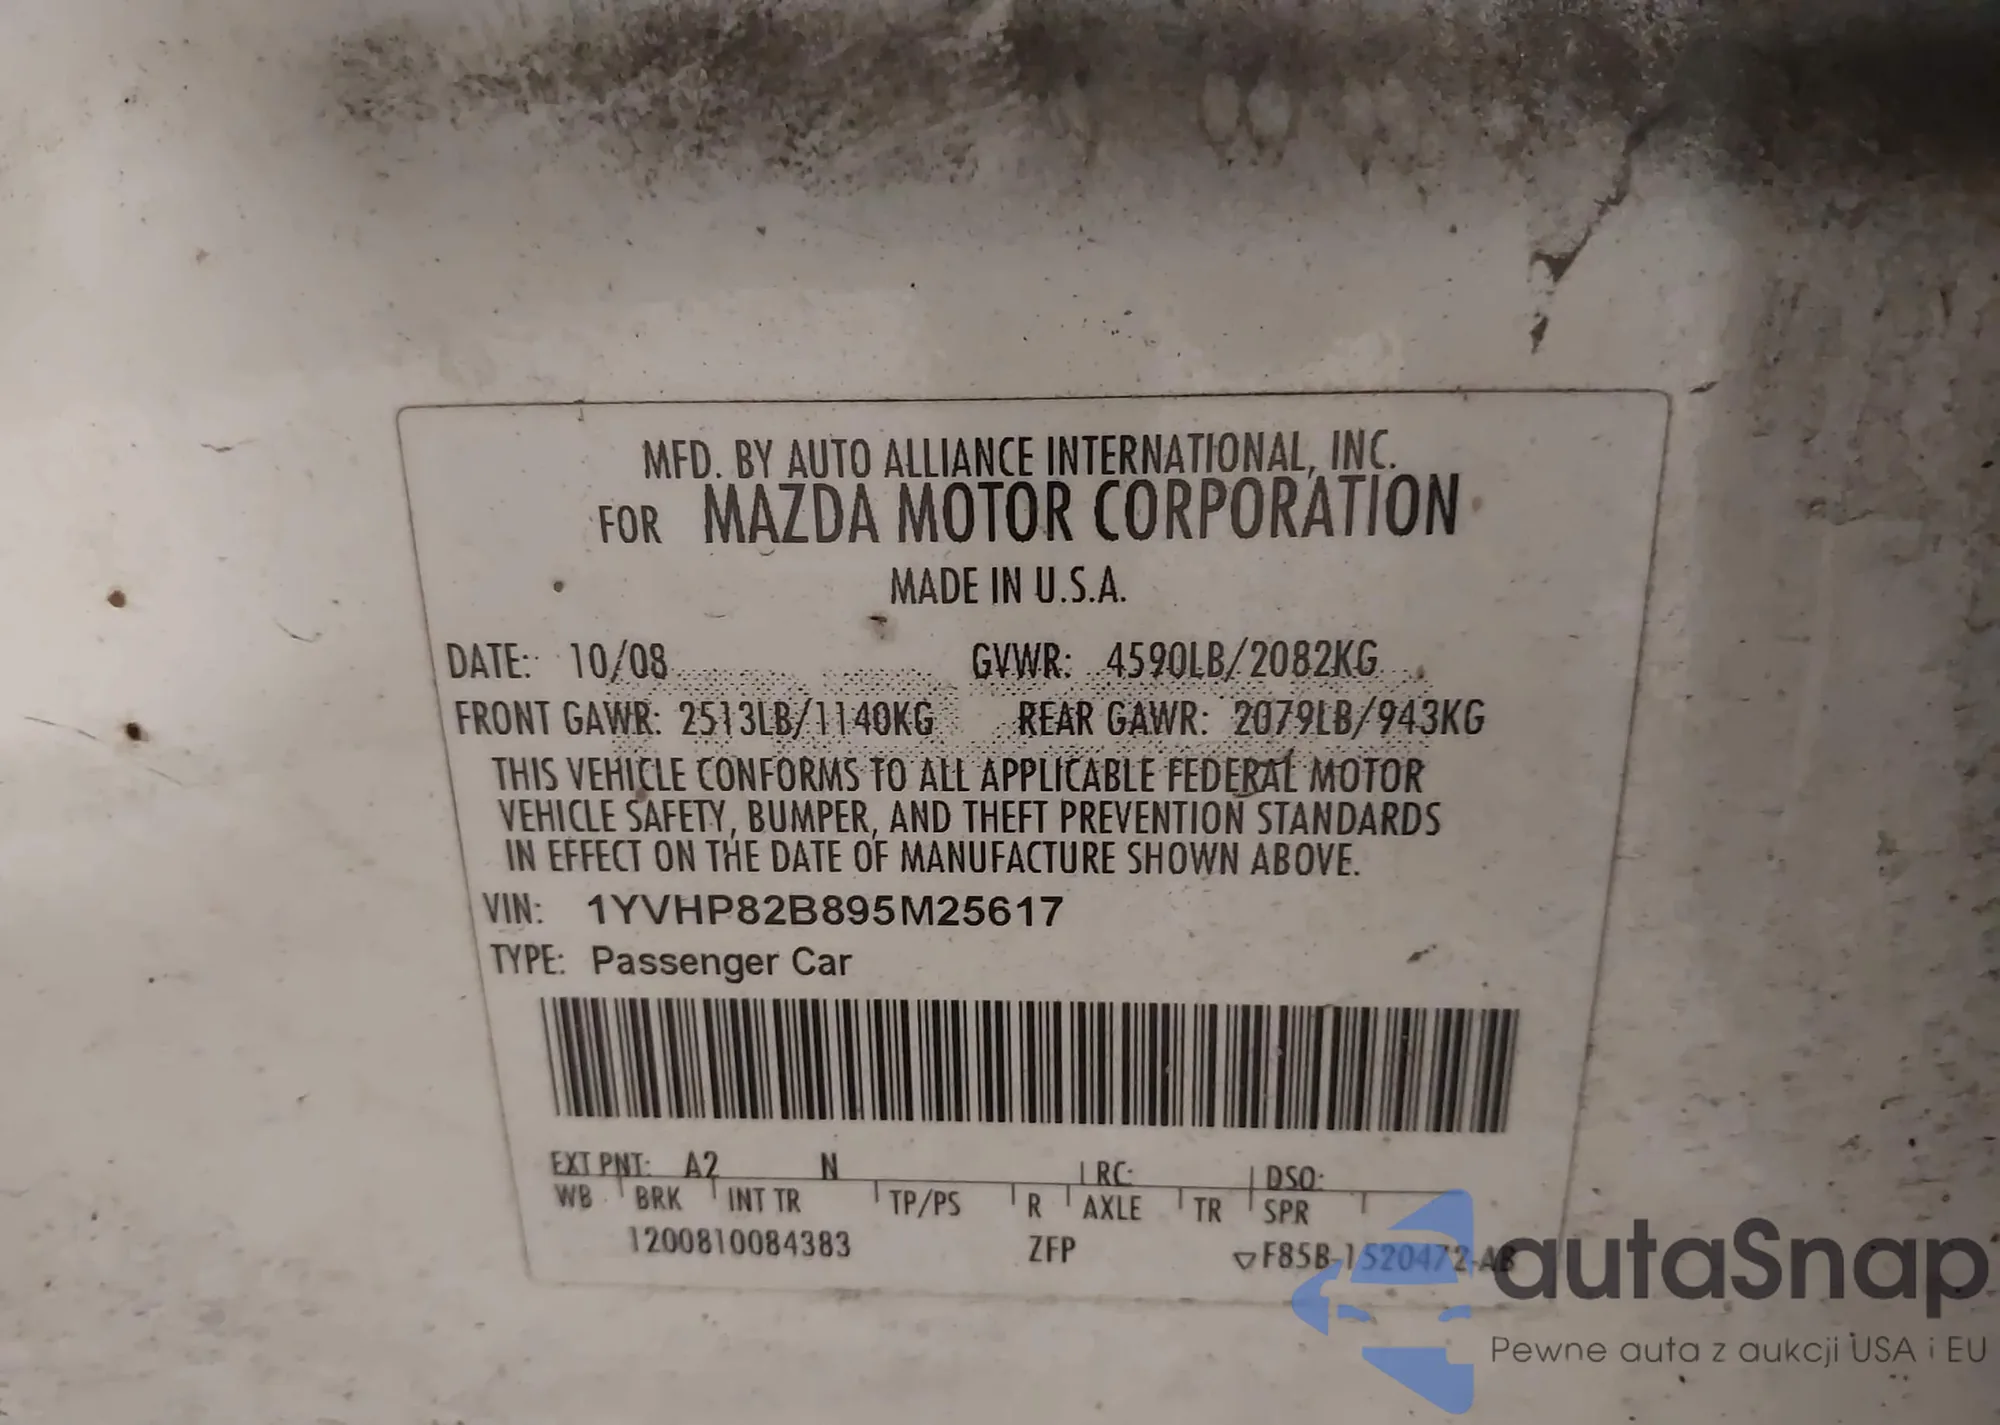 MFD. BY AUTO ALLIANCE INTERNATIONAL, INC.
FOR MAZDA MOTOR CORPORATION
MADE IN U.S.A.
DATE: 10/08 GVWR: 4590LB/2082KG
FRONT GAWR: 2513LB/1140KG REAR GAWR: 2079LB/943KG
THIS VEHICLE CONFORMS TO ALL APPLICABLE FEDERAL MOTOR
VEHICLE SAFETY, BUMPER, AND THEFT PREVENTION STANDARDS
IN EFFECT ON THE DATE OF MANUFACTURE SHOWN ABOVE.
VIN: 1YVHP82B895M25617
TYPE: Passenger Car
EXT PNT: A2 N RC: DSO:
WB BRK INT TR TP/PS R AXLE TR SPR
1200810084383 ZFP F85B-1520472-AB
autaSnap
Pewne auta z aukcji USA i EU